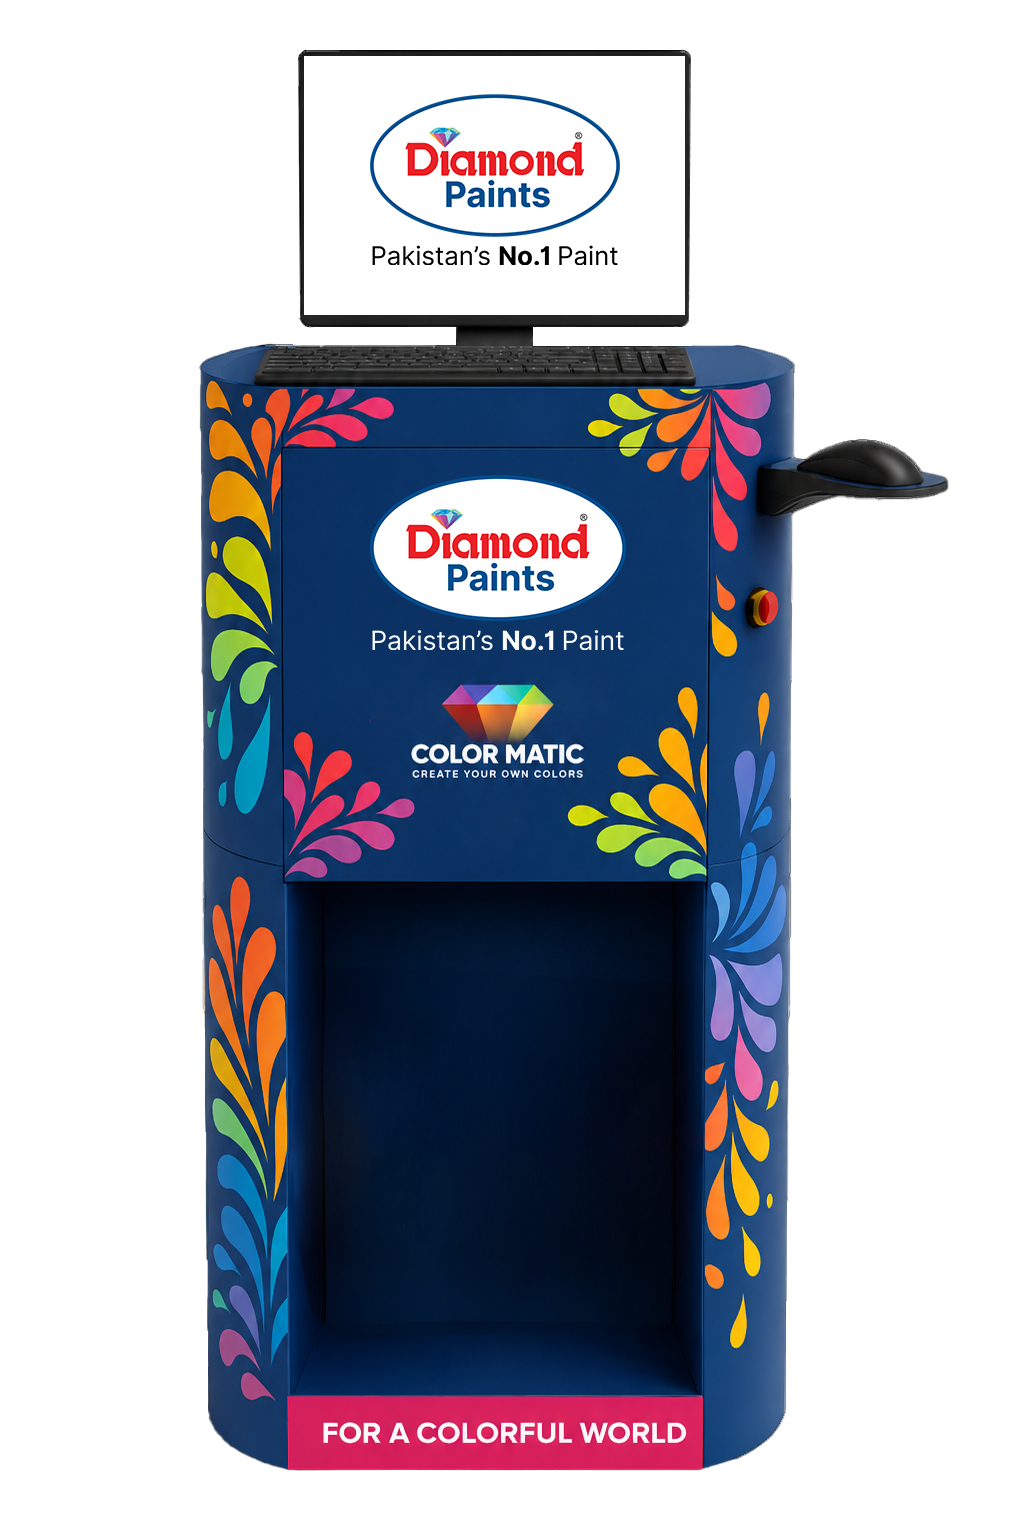 Diamond®
Paints
Pakistan's No.1 Paint
Diamond®
Paints
Pakistan's No.1 Paint
COLOR MATIC
CREATE YOUR OWN COLORS
FOR A COLORFUL WORLD